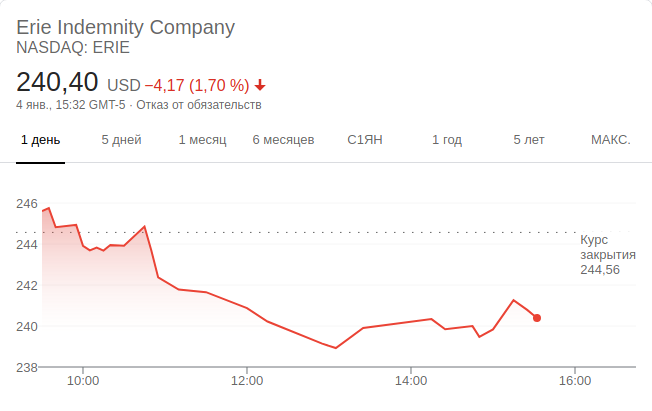 Erie Indemnity Company
NASDAQ: ERIE
240,40 USD −4,17 (1,70 %)
4 янв., 15:32 GMT-5 · Отказ от обязательств
1 день 5 дней 1 месяц 6 месяцев С1ЯН 1 год 5 лет МАКС.
246
244
242
240
238
Курс
закрытия
244,56
10:00 12:00 14:00 16:00